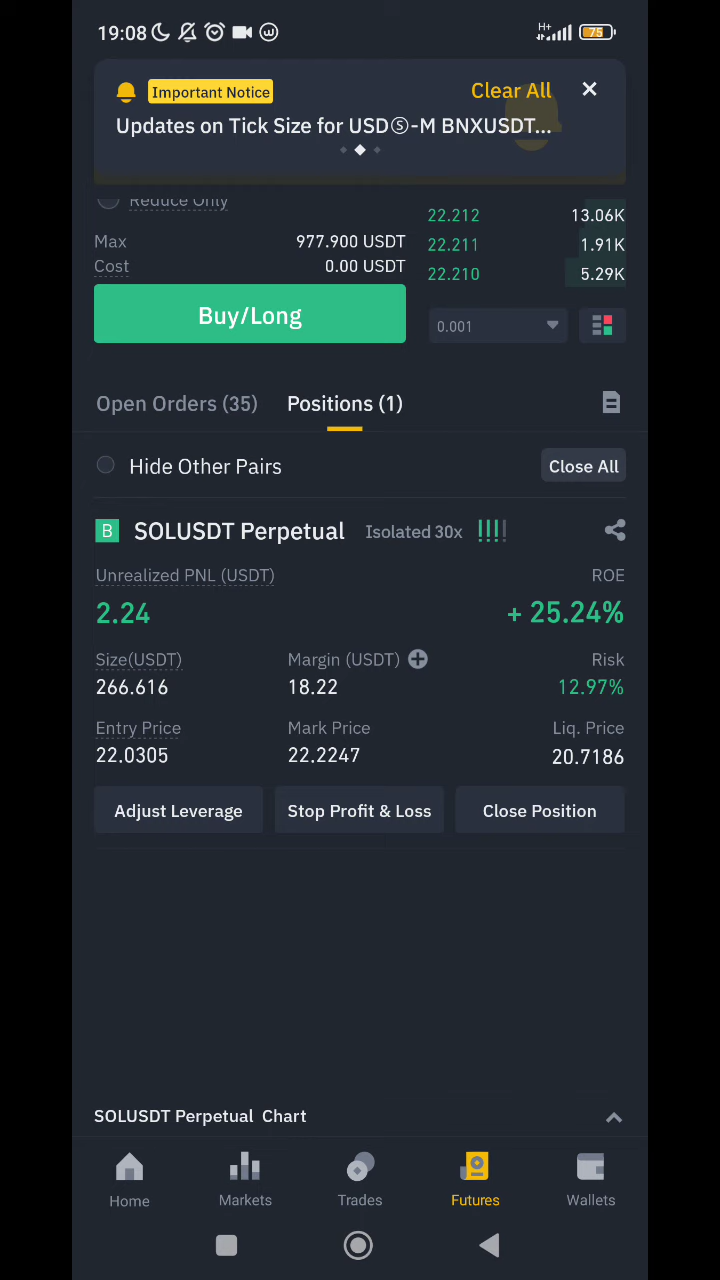 19:08 H+ 75
Important Notice Clear All
Updates on Tick Size for USDⓈ-M BNXUSDT...
Reduce Only
22.212 13.06K
Max 977.900 USDT
22.211 1.91K
Cost 0.00 USDT
22.210 5.29K
Buy/Long
0.001
Open Orders (35) Positions (1)
Hide Other Pairs Close All
B SOLUSDT Perpetual Isolated 30x
Unrealized PNL (USDT) ROE
2.24 + 25.24%
Size(USDT) Margin (USDT) Risk
266.616 18.22 12.97%
Entry Price Mark Price Liq. Price
22.0305 22.2247 20.7186
Adjust Leverage Stop Profit & Loss Close Position
SOLUSDT Perpetual Chart
Home Markets Trades Futures Wallets